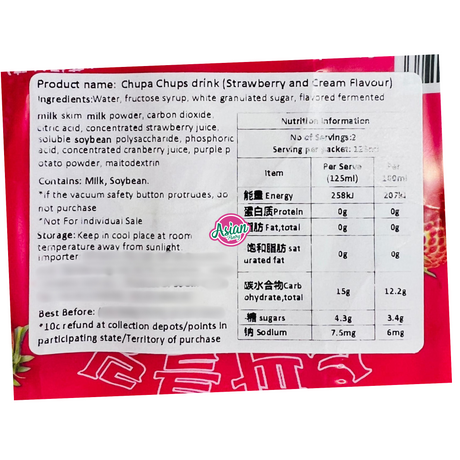 Product name: Chupa Chups drink (Strawberry and Cream Flavour)
Ingredients:Water, fructose syrup, white granulated sugar, flavored fermented
milk skim milk powder, carbon dioxide,
citric acid, concentrated strawberry juice,
soluble soybean polysaccharide, phosphoric
acid, concentrated cranberry juice, purple p
otato powder, maltodextrin
Contains: Milk, Soybean.
*if the vacuum safety button protrudes, do
not purchase
*Not For Individual Sale
Storage: Keep in cool place at room
temperature away from sunlight.
importer
Best Before:
*10c refund at collection depots/points in
participating state/Territory of purchase
Nutrition Information
No of Servings:2
Serving per packet: 125ml
Item
Per Serve
(125ml)
Per
100ml
能量 Energy 258kJ 207kJ
蛋白质Protein 0g 0g
脂肪 Fat,total 0g 0g
饱和脂肪 sat
urated fat 0g 0g
碳水合物Carb
ohydrate,total 15g 12.2g
-糖 sugars 4.3g 3.4g
钠 Sodium 7.5mg 6mg
Asian